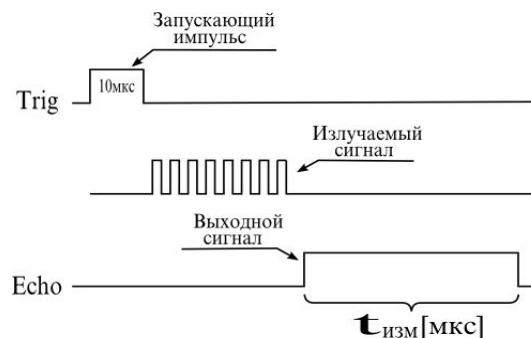 Запускающий
импульс
10мкс
Trig
Излучаемый
сигнал
Выходной
сигнал
Echo
tизм[мкс]